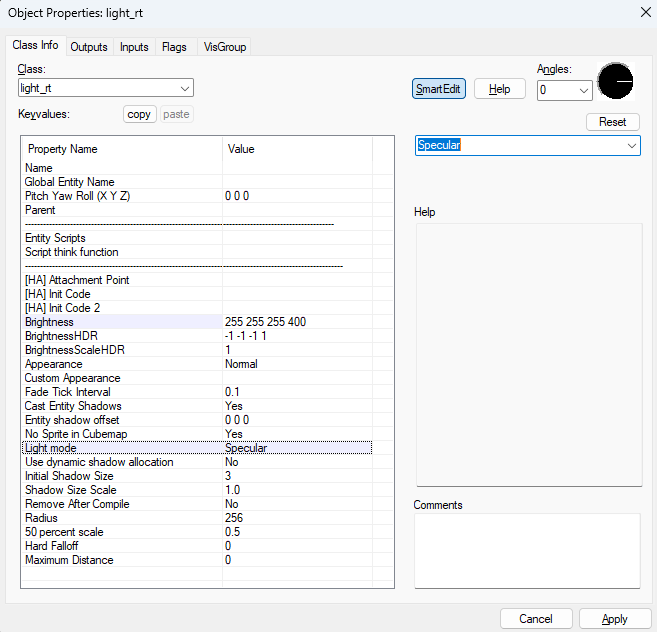 Object Properties: light_rt
Class Info Outputs Inputs Flags VisGroup
Class:
light_rt
SmartEdit Help
Angles:
0
Keyvalues: copy paste
Reset
Property Name Value
Specular
Name
Global Entity Name
Pitch Yaw Roll (X Y Z) 0 0 0
Parent
Entity Scripts
Script think function
[HA] Attachment Point
[HA] Init Code
[HA] Init Code 2
Brightness 255 255 255 400
BrightnessHDR -1 -1 -1 1
BrightnessScaleHDR 1
Appearance Normal
Custom Appearance
Fade Tick Interval 0.1
Cast Entity Shadows Yes
Entity shadow offset 0 0 0
No Sprite in Cubemap Yes
Light mode Specular
Use dynamic shadow allocation No
Initial Shadow Size 3
Shadow Size Scale 1.0
Remove After Compile No
Radius 256
50 percent scale 0.5
Hard Falloff 0
Maximum Distance 0
Help
Comments
Cancel Apply